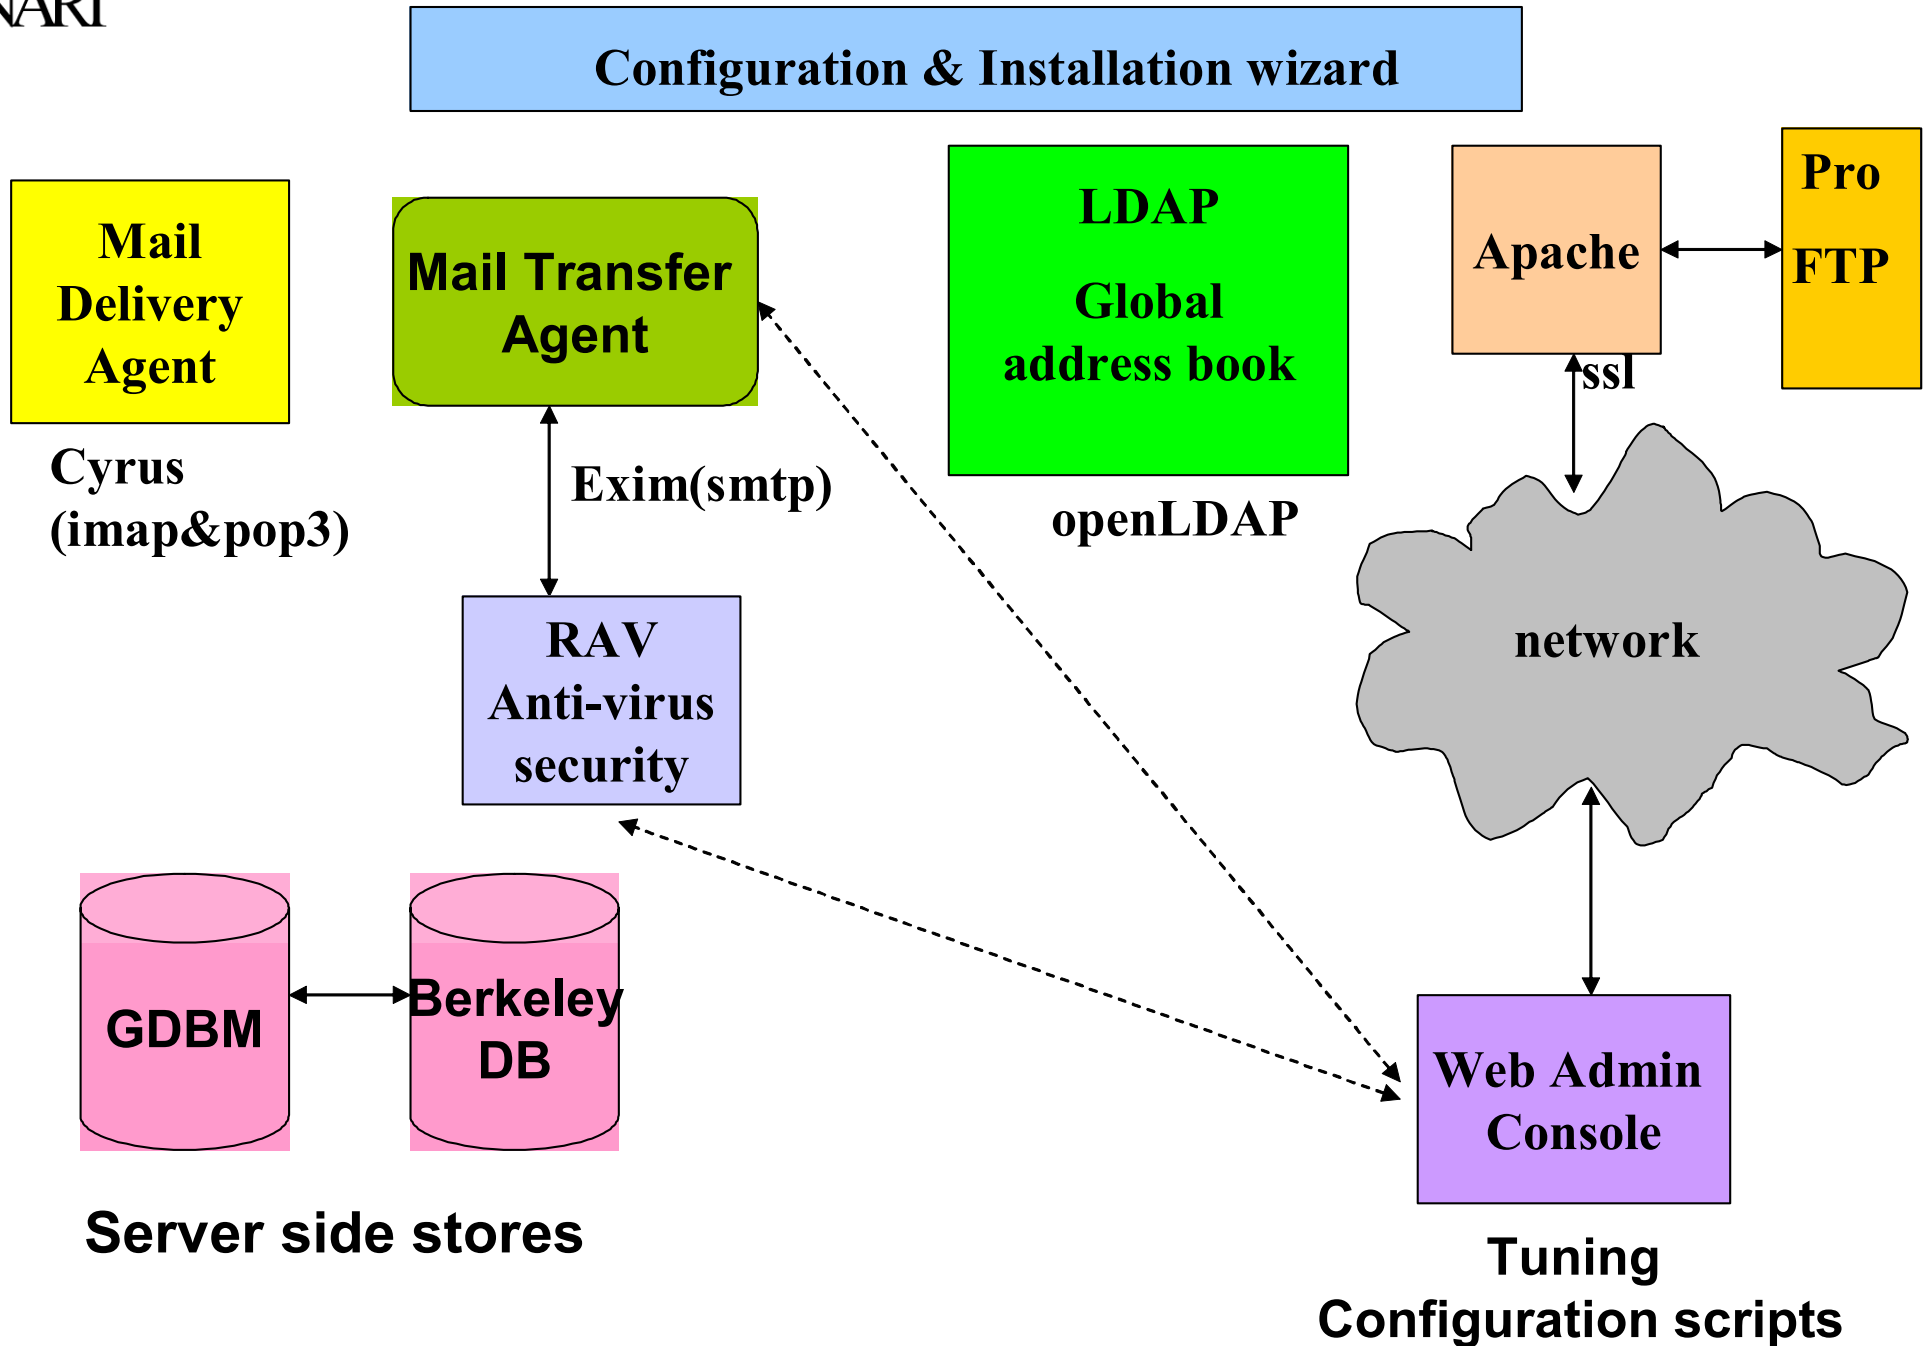 Configuration & Installation wizard
Mail
Delivery
Agent
Cyrus
(imap&pop3)
Mail Transfer
Agent
Exim(smtp)
RAV
Anti-virus
security
LDAP
Global
address book
openLDAP
Apache
ssl
Pro
FTP
network
GDBM
Berkeley
DB
Server side stores
Web Admin
Console
Tuning
Configuration scripts